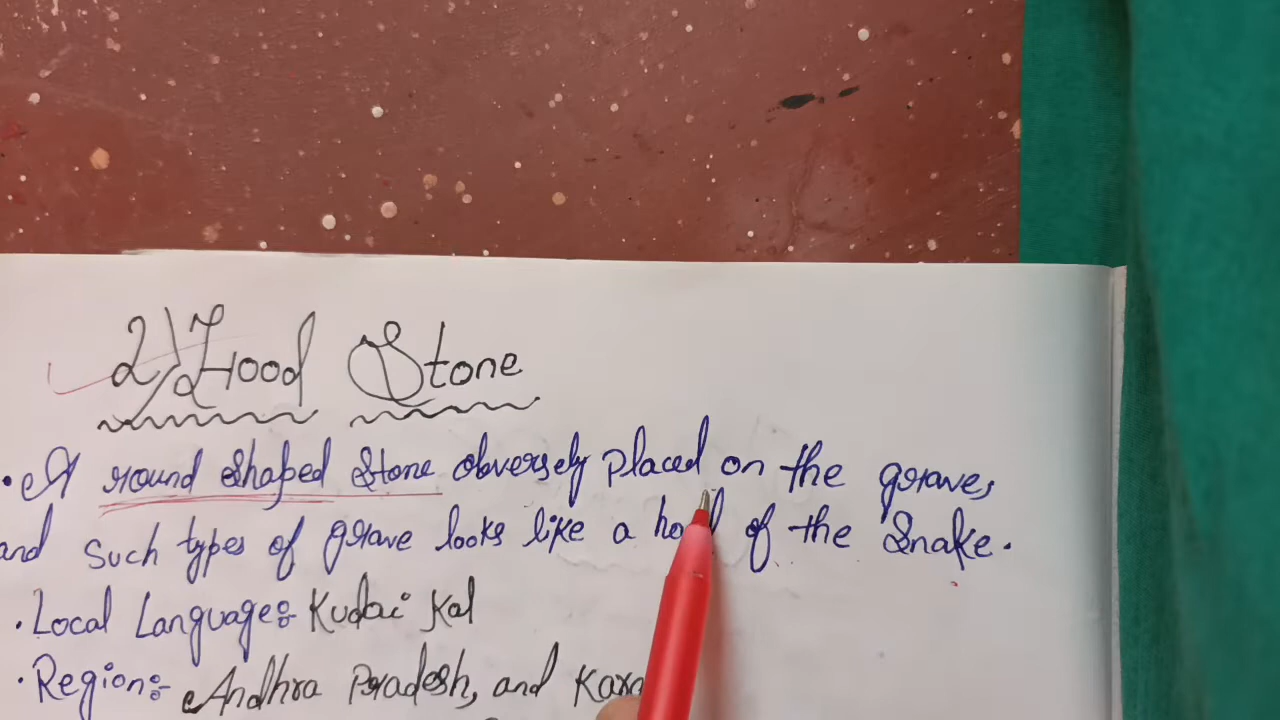 2) Hood Stone
• A round shaped Stone obversely placed on the grave,
and Such types of grave looks like a of the Snake.
• Local Language:- Kudai Kal
• Region:- Andhra Pradesh, and